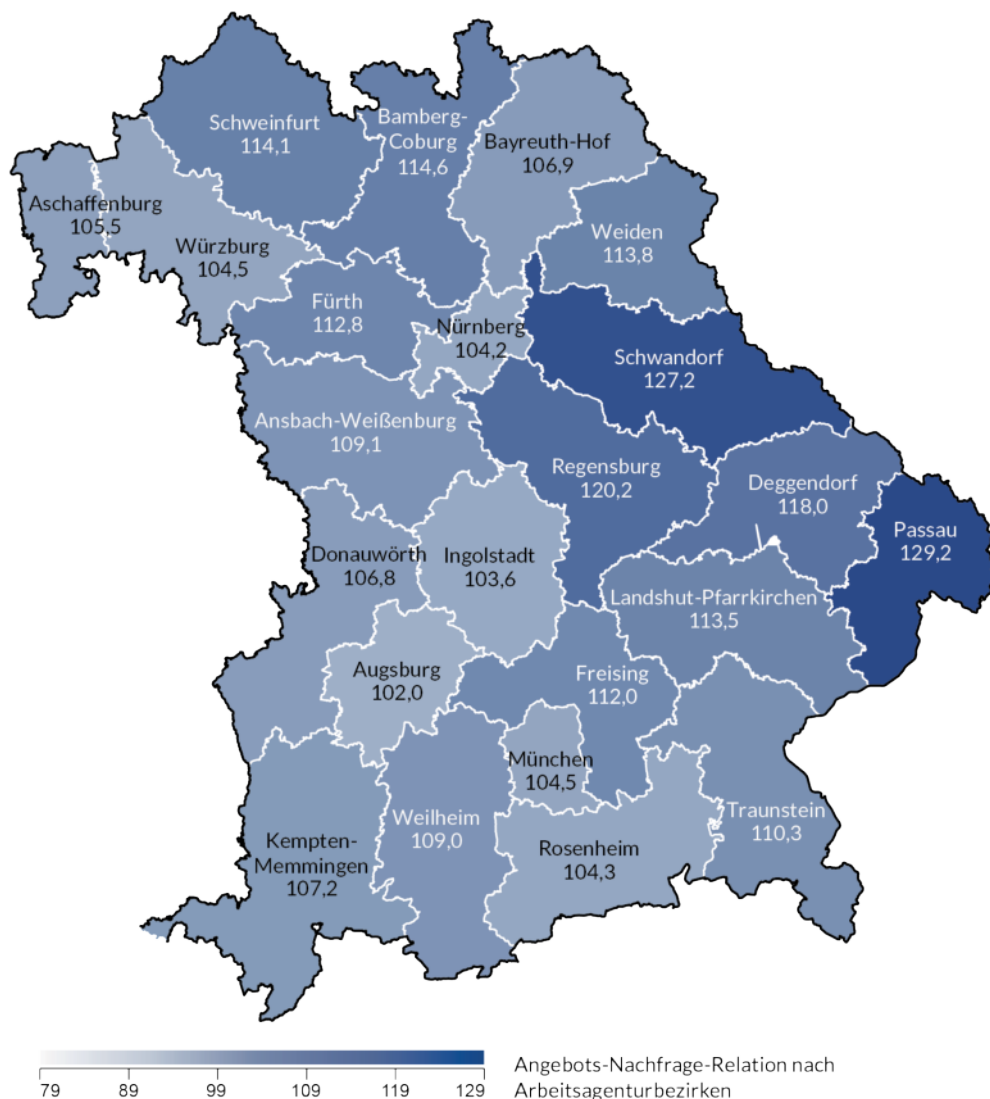 Schweinfurt
114,1
Bamberg-
Coburg
114,6
Bayreuth-Hof
106,9
Aschaffenburg
105,5
Würzburg
104,5
Weiden
113,8
Fürth
112,8
Nürnberg
104,2
Schwandorf
127,2
Ansbach-Weißenburg
109,1
Regensburg
120,2
Deggendorf
118,0
Passau
129,2
Donauwörth
106,8
Ingolstadt
103,6
Landshut-Pfarrkirchen
113,5
Augsburg
102,0
Freising
112,0
München
104,5
Weilheim
109,0
Traunstein
110,3
Kempten-
Memmingen
107,2
Rosenheim
104,3
79 89 99 109 119 129
Angebots-Nachfrage-Relation nach
Arbeitsagenturbezirken